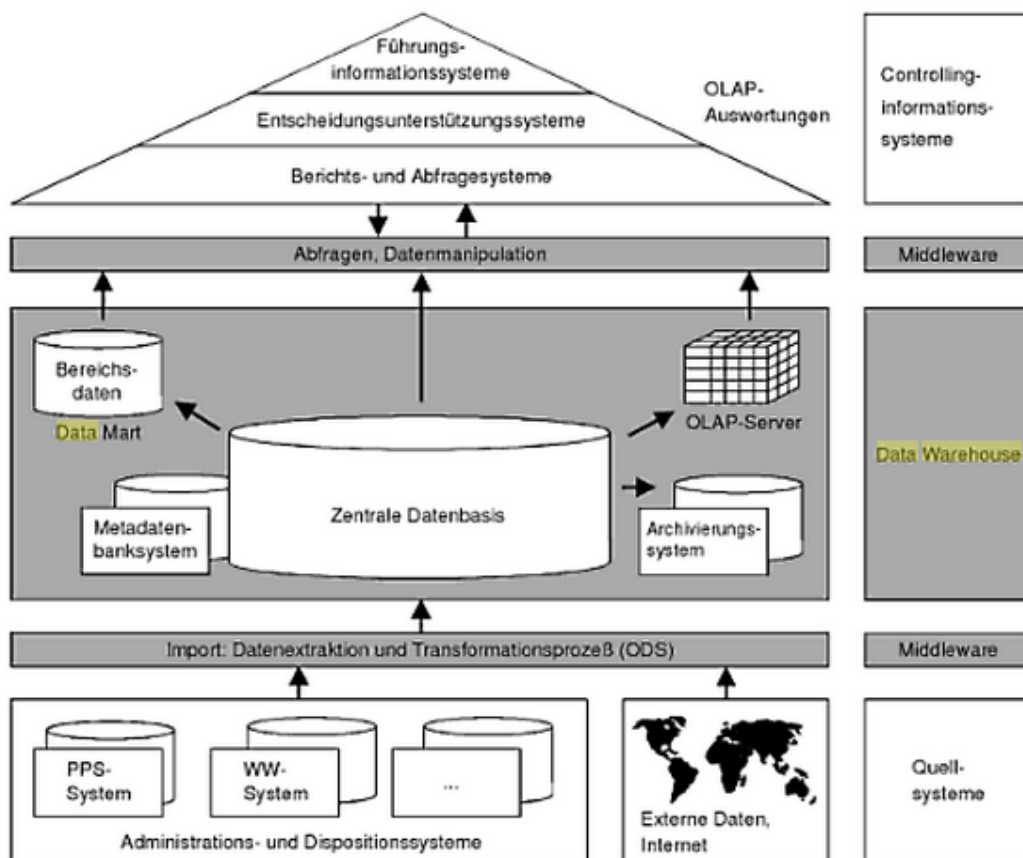 Führungs-
informationssysteme
Entscheidungsunterstützungssysteme
Berichts- und Abfragesysteme
OLAP-
Auswertungen
Controlling-
informations-
systeme
Abfragen, Datenmanipulation
Middleware
Bereichs-
daten
Data Mart
OLAP-Server
Zentrale Datenbasis
Metadaten-
banksystem
Archivierungs-
system
Data Warehouse
Import: Datenextraktion und Transformationsprozeß (ODS)
Middleware
PPS-
System
WW-
System
...
Administrations- und Dispositionssysteme
Externe Daten,
Internet
Quell-
systeme